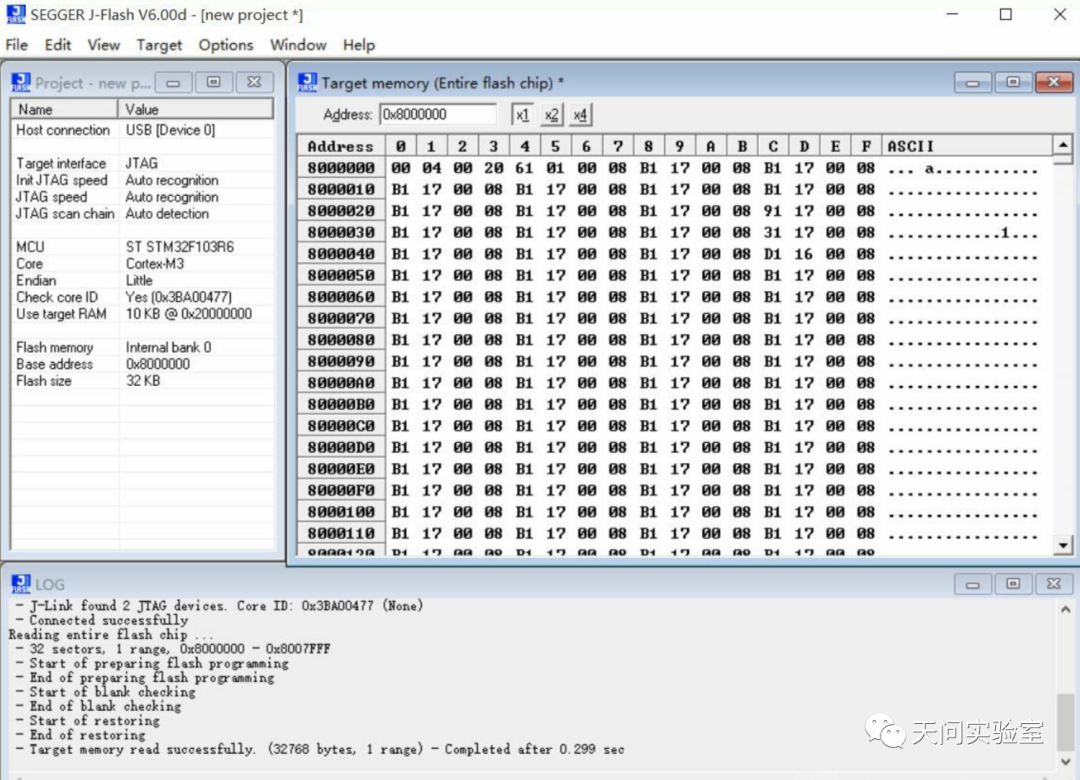 SEGGER J-Flash V6.00d - [new project *]
File Edit View Target Options Window Help
Project - new p...
Name Value
Host connection USB [Device 0]
Target interface JTAG
Init JTAG speed Auto recognition
JTAG speed Auto recognition
JTAG scan chain Auto detection
MCU ST STM32F103R6
Core Cortex-M3
Endian Little
Check core ID Yes (0x3BA00477)
Use target RAM 10 KB @ 0x20000000
Flash memory Internal bank 0
Base address 0x8000000
Flash size 32 KB
Target memory (Entire flash chip) *
Address: 0x8000000 x1 x2 x4
Address 0 1 2 3 4 5 6 7 8 9 A B C D E F ASCII
8000000 00 04 00 20 61 01 00 08 B1 17 00 08 B1 17 00 08 ... a...........
8000010 B1 17 00 08 B1 17 00 08 B1 17 00 08 B1 17 00 08 ................
8000020 B1 17 00 08 B1 17 00 08 B1 17 00 08 91 17 00 08 ................
8000030 B1 17 00 08 B1 17 00 08 B1 17 00 08 31 17 00 08 ............1...
8000040 B1 17 00 08 B1 17 00 08 B1 17 00 08 D1 16 00 08 ................
8000050 B1 17 00 08 B1 17 00 08 B1 17 00 08 B1 17 00 08 ................
8000060 B1 17 00 08 B1 17 00 08 B1 17 00 08 B1 17 00 08 ................
8000070 B1 17 00 08 B1 17 00 08 B1 17 00 08 B1 17 00 08 ................
8000080 B1 17 00 08 B1 17 00 08 B1 17 00 08 B1 17 00 08 ................
8000090 B1 17 00 08 B1 17 00 08 B1 17 00 08 B1 17 00 08 ................
80000A0 B1 17 00 08 B1 17 00 08 B1 17 00 08 B1 17 00 08 ................
80000B0 B1 17 00 08 B1 17 00 08 B1 17 00 08 B1 17 00 08 ................
80000C0 B1 17 00 08 B1 17 00 08 B1 17 00 08 B1 17 00 08 ................
80000D0 B1 17 00 08 B1 17 00 08 B1 17 00 08 B1 17 00 08 ................
80000E0 B1 17 00 08 B1 17 00 08 B1 17 00 08 B1 17 00 08 ................
80000F0 B1 17 00 08 B1 17 00 08 B1 17 00 08 B1 17 00 08 ................
8000100 B1 17 00 08 B1 17 00 08 B1 17 00 08 B1 17 00 08 ................
8000110 B1 17 00 08 B1 17 00 08 B1 17 00 08 B1 17 00 08 ................
LOG
- J-Link found 2 JTAG devices. Core ID: 0x3BA00477 (None)
- Connected successfully
Reading entire flash chip ...
- 32 sectors, 1 range, 0x8000000 - 0x8007FFF
- Start of preparing flash programming
- End of preparing flash programming
- Start of blank checking
- End of blank checking
- Start of restoring
- End of restoring
- Target memory read successfully. (32768 bytes, 1 range) - Completed after 0.299 sec
天问实验室